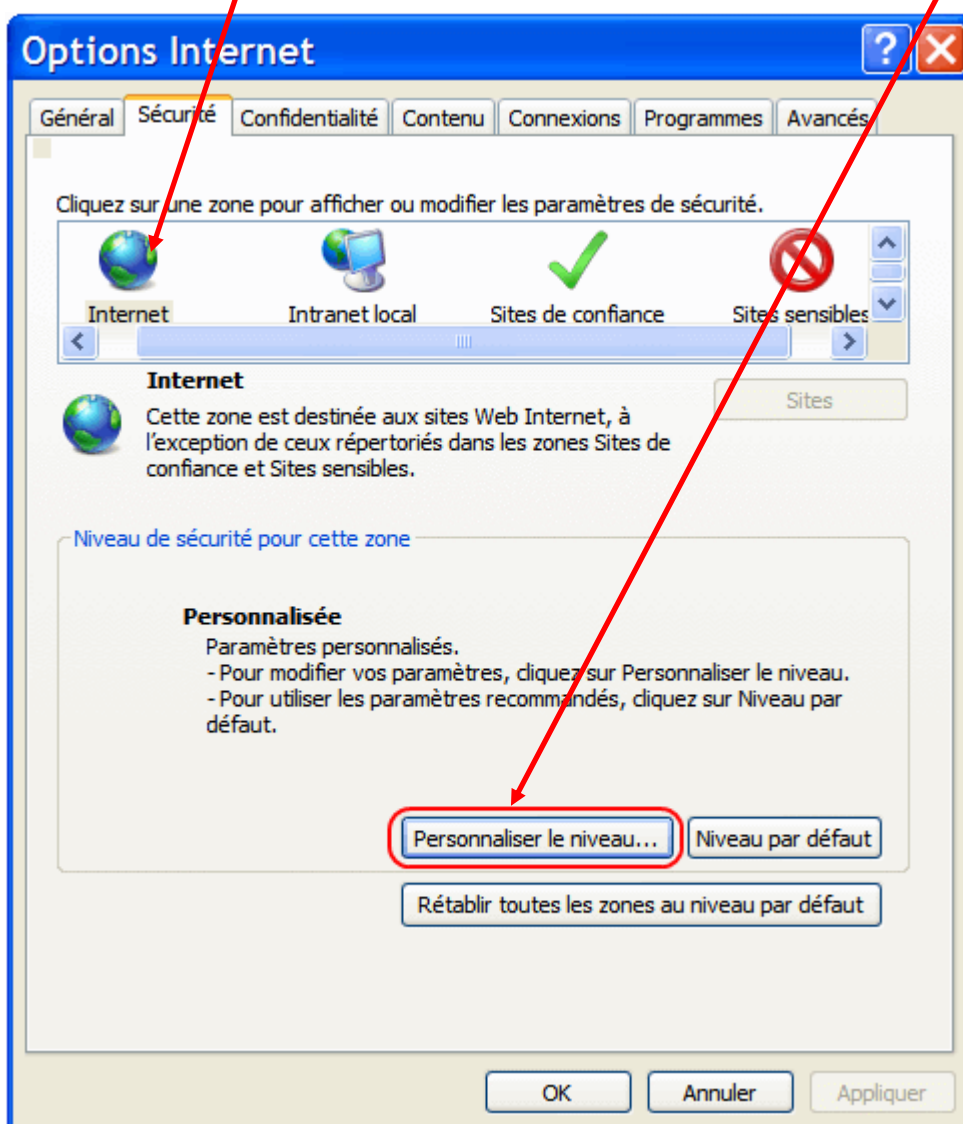 Options Internet
Général Sécurité Confidentialité Contenu Connexions Programmes Avancés
Cliquez sur une zone pour afficher ou modifier les paramètres de sécurité.
Internet Intranet local Sites de confiance Sites sensibles
Internet
Sites
Cette zone est destinée aux sites Web Internet, à
l'exception de ceux répertoriés dans les zones Sites de
confiance et Sites sensibles.
Niveau de sécurité pour cette zone
Personnalisée
Paramètres personnalisés.
- Pour modifier vos paramètres, cliquez sur Personnaliser le niveau.
- Pour utiliser les paramètres recommandés, cliquez sur Niveau par
défaut.
Personnaliser le niveau... Niveau par défaut
Rétablir toutes les zones au niveau par défaut
OK Annuler Appliquer